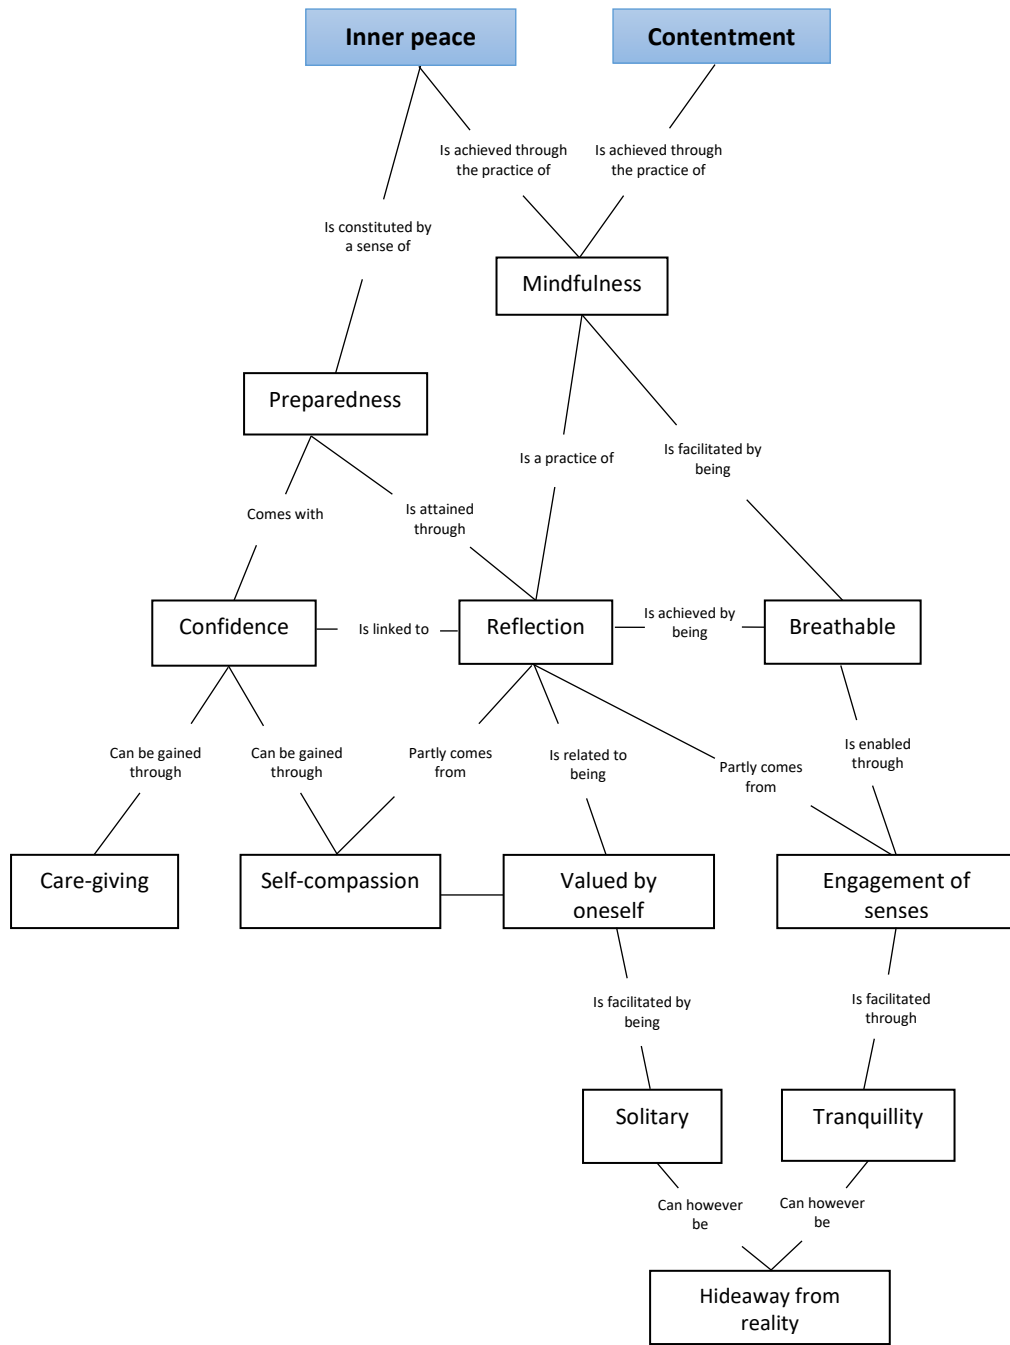 Inner peace
Contentment
Is achieved through
the practice of
Is achieved through
the practice of
Is constituted by
a sense of
Mindfulness
Preparedness
Is a practice of
Is facilitated by
being
Comes with
Is attained
through
Confidence
Is linked to
Reflection
Is achieved by
being
Breathable
Can be gained
through
Can be gained
through
Partly comes
from
Is related to
being
Partly comes
from
Is enabled
through
Care-giving
Self-compassion
Valued by
oneself
Engagement of
senses
Is facilitated by
being
Is facilitated
through
Solitary
Tranquillity
Can however
be
Can however
be
Hideaway from
reality